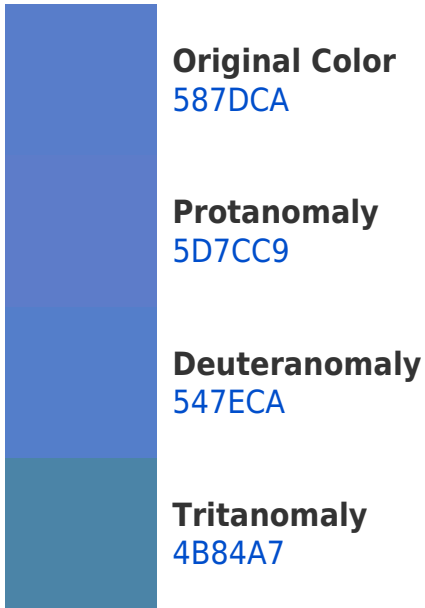 Original Color
587DCA
Protanomaly
5D7CC9
Deuteranomaly
547ECA
Tritanomaly
4B84A7